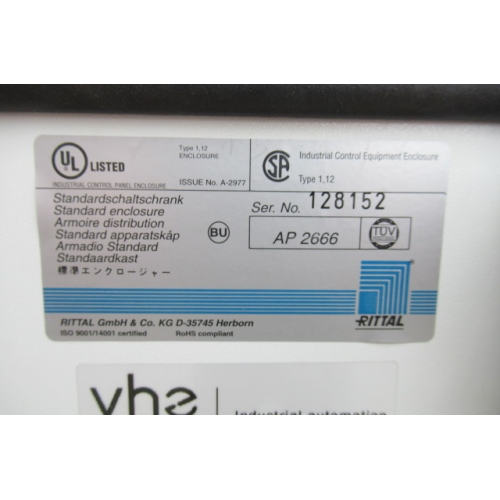 UL LISTED
Type 1,12
ENCLOSURE
INDUSTRIAL CONTROL PANEL ENCLOSURE
ISSUE No. A-2977
SA
Industrial Control Equipment Enclosure
Type 1,12
Standardschaltschrank
Standard enclosure
Armoire distribution
Standard apparatskåp
Armadio Standard
Standaardkast
標準エンクロージャー
BU
Ser. No. 128152
AP 2666
TÜV
RITTAL
RITTAL GmbH & Co. KG D-35745 Herborn
ISO 9001/14001 certified RoHS compliant
vhe
Industrial automation